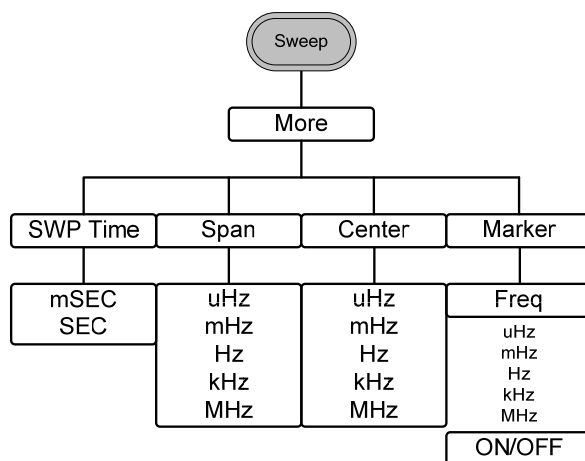 Sweep
More
SWP Time
Span
Center
Marker
mSEC
SEC
uHz
mHz
Hz
kHz
MHz
uHz
mHz
Hz
kHz
MHz
Freq
uHz
mHz
Hz
kHz
MHz
ON/OFF